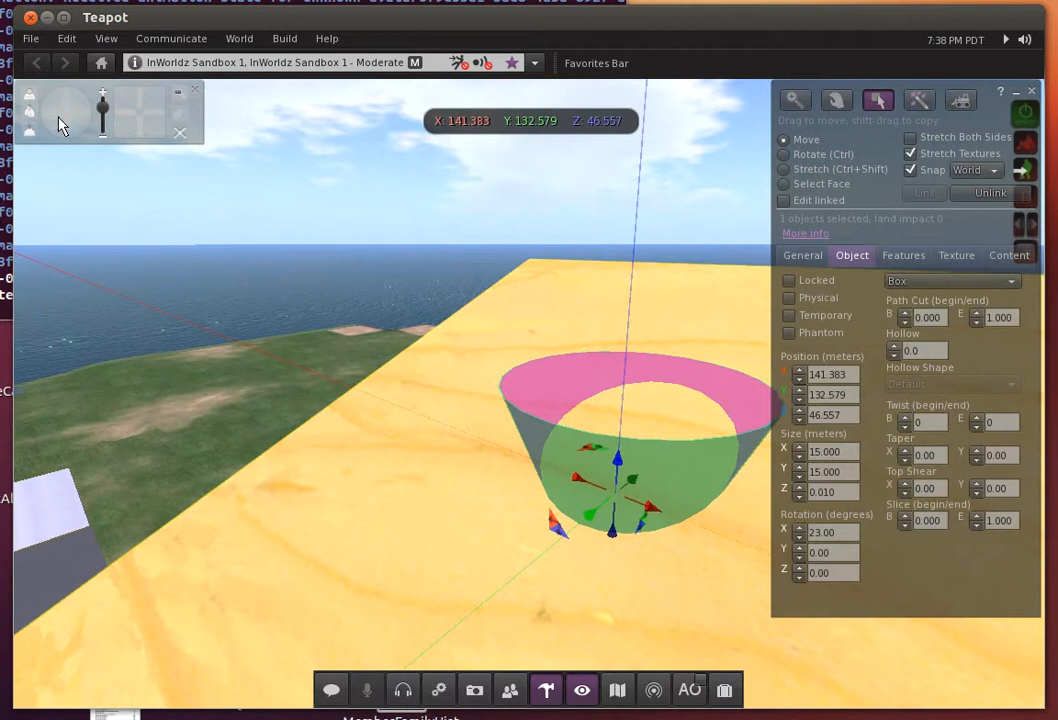 Teapot
File Edit View Communicate World Build Help
7:38 PM PDT
InWorldz Sandbox 1, InWorldz Sandbox 1 - Moderate M
Favorites Bar
X: 141.383 Y: 132.579 Z: 46.557
Drag to move, shift-drag to copy
Move
Rotate (Ctrl)
Stretch (Ctrl+Shift)
Select Face
Edit linked
Stretch Both Sides
Stretch Textures
Snap World
Link Unlink
1 objects selected, land impact 0
More info
General Object Features Texture Content
Locked
Physical
Temporary
Phantom
Position (meters)
X 141.383
Y 132.579
Z 46.557
Size (meters)
X 15.000
Y 15.000
Z 0.010
Rotation (degrees)
X 23.00
Y 0.00
Z 0.00
Box
Path Cut (begin/end)
B 0.000 E 1.000
Hollow
0.0
Hollow Shape
Default
Twist (begin/end)
B 0 E 0
Taper
X 0.00 Y 0.00
Top Shear
X 0.00 Y 0.00
Slice (begin/end)
B 0.000 E 1.000
AO